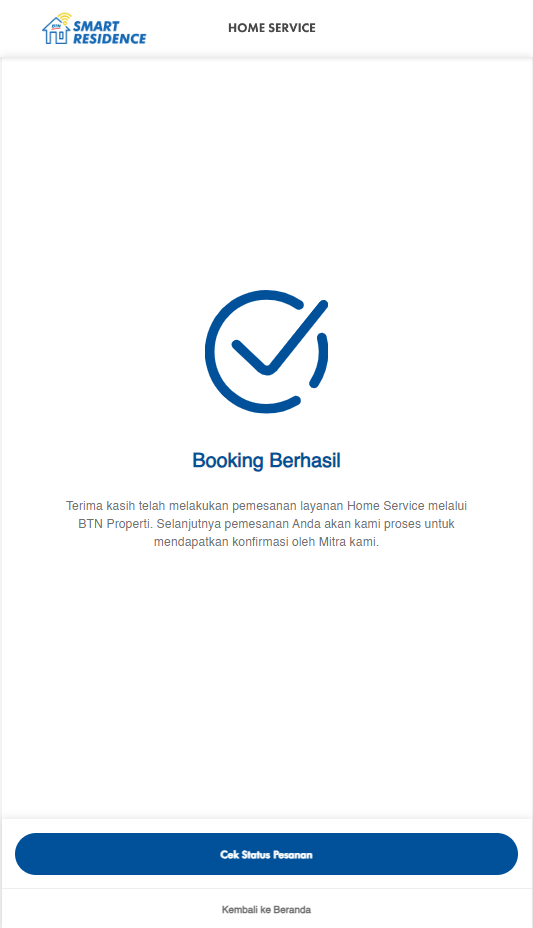 BTN
SMART
RESIDENCE
HOME SERVICE
Booking Berhasil
Terima kasih telah melakukan pemesanan layanan Home Service melalui
BTN Properti. Selanjutnya pemesanan Anda akan kami proses untuk
mendapatkan konfirmasi oleh Mitra kami.
Cek Status Pesanan
Kembali ke Beranda